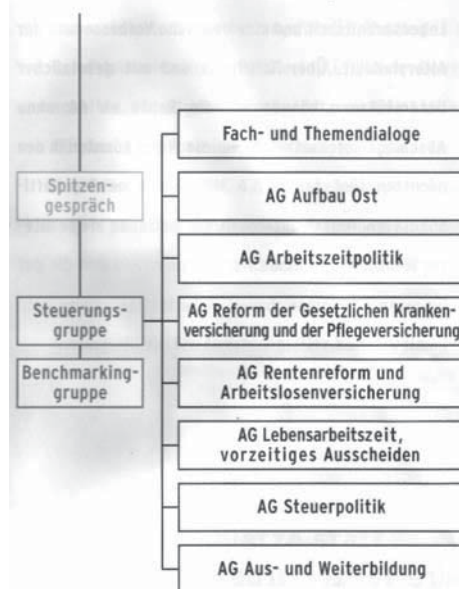 Spitzen-
gespräch
Steuerungs-
gruppe
Benchmarking-
gruppe
Fach- und Themendialoge
AG Aufbau Ost
AG Arbeitszeitpolitik
AG Reform der Gesetzlichen Kranken-
versicherung und der Pflegeversicherung
AG Rentenreform und
Arbeitslosenversicherung
AG Lebensarbeitszeit,
vorzeitiges Ausscheiden
AG Steuerpolitik
AG Aus- und Weiterbildung